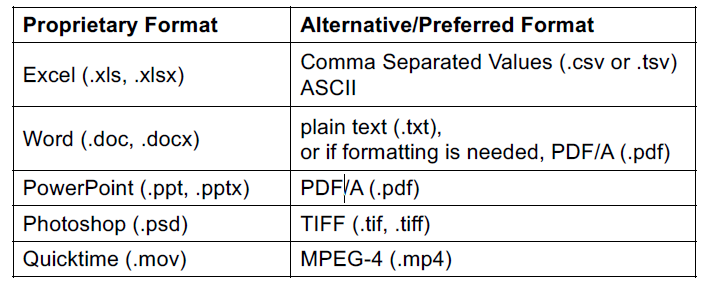 Proprietary Format
Alternative/Preferred Format
Excel (.xls, .xlsx)
Comma Separated Values (.csv or .tsv)
ASCII
Word (.doc, .docx)
plain text (.txt),
or if formatting is needed, PDF/A (.pdf)
PowerPoint (.ppt, .pptx)
PDF/A (.pdf)
Photoshop (.psd)
TIFF (.tif, .tiff)
Quicktime (.mov)
MPEG-4 (.mp4)